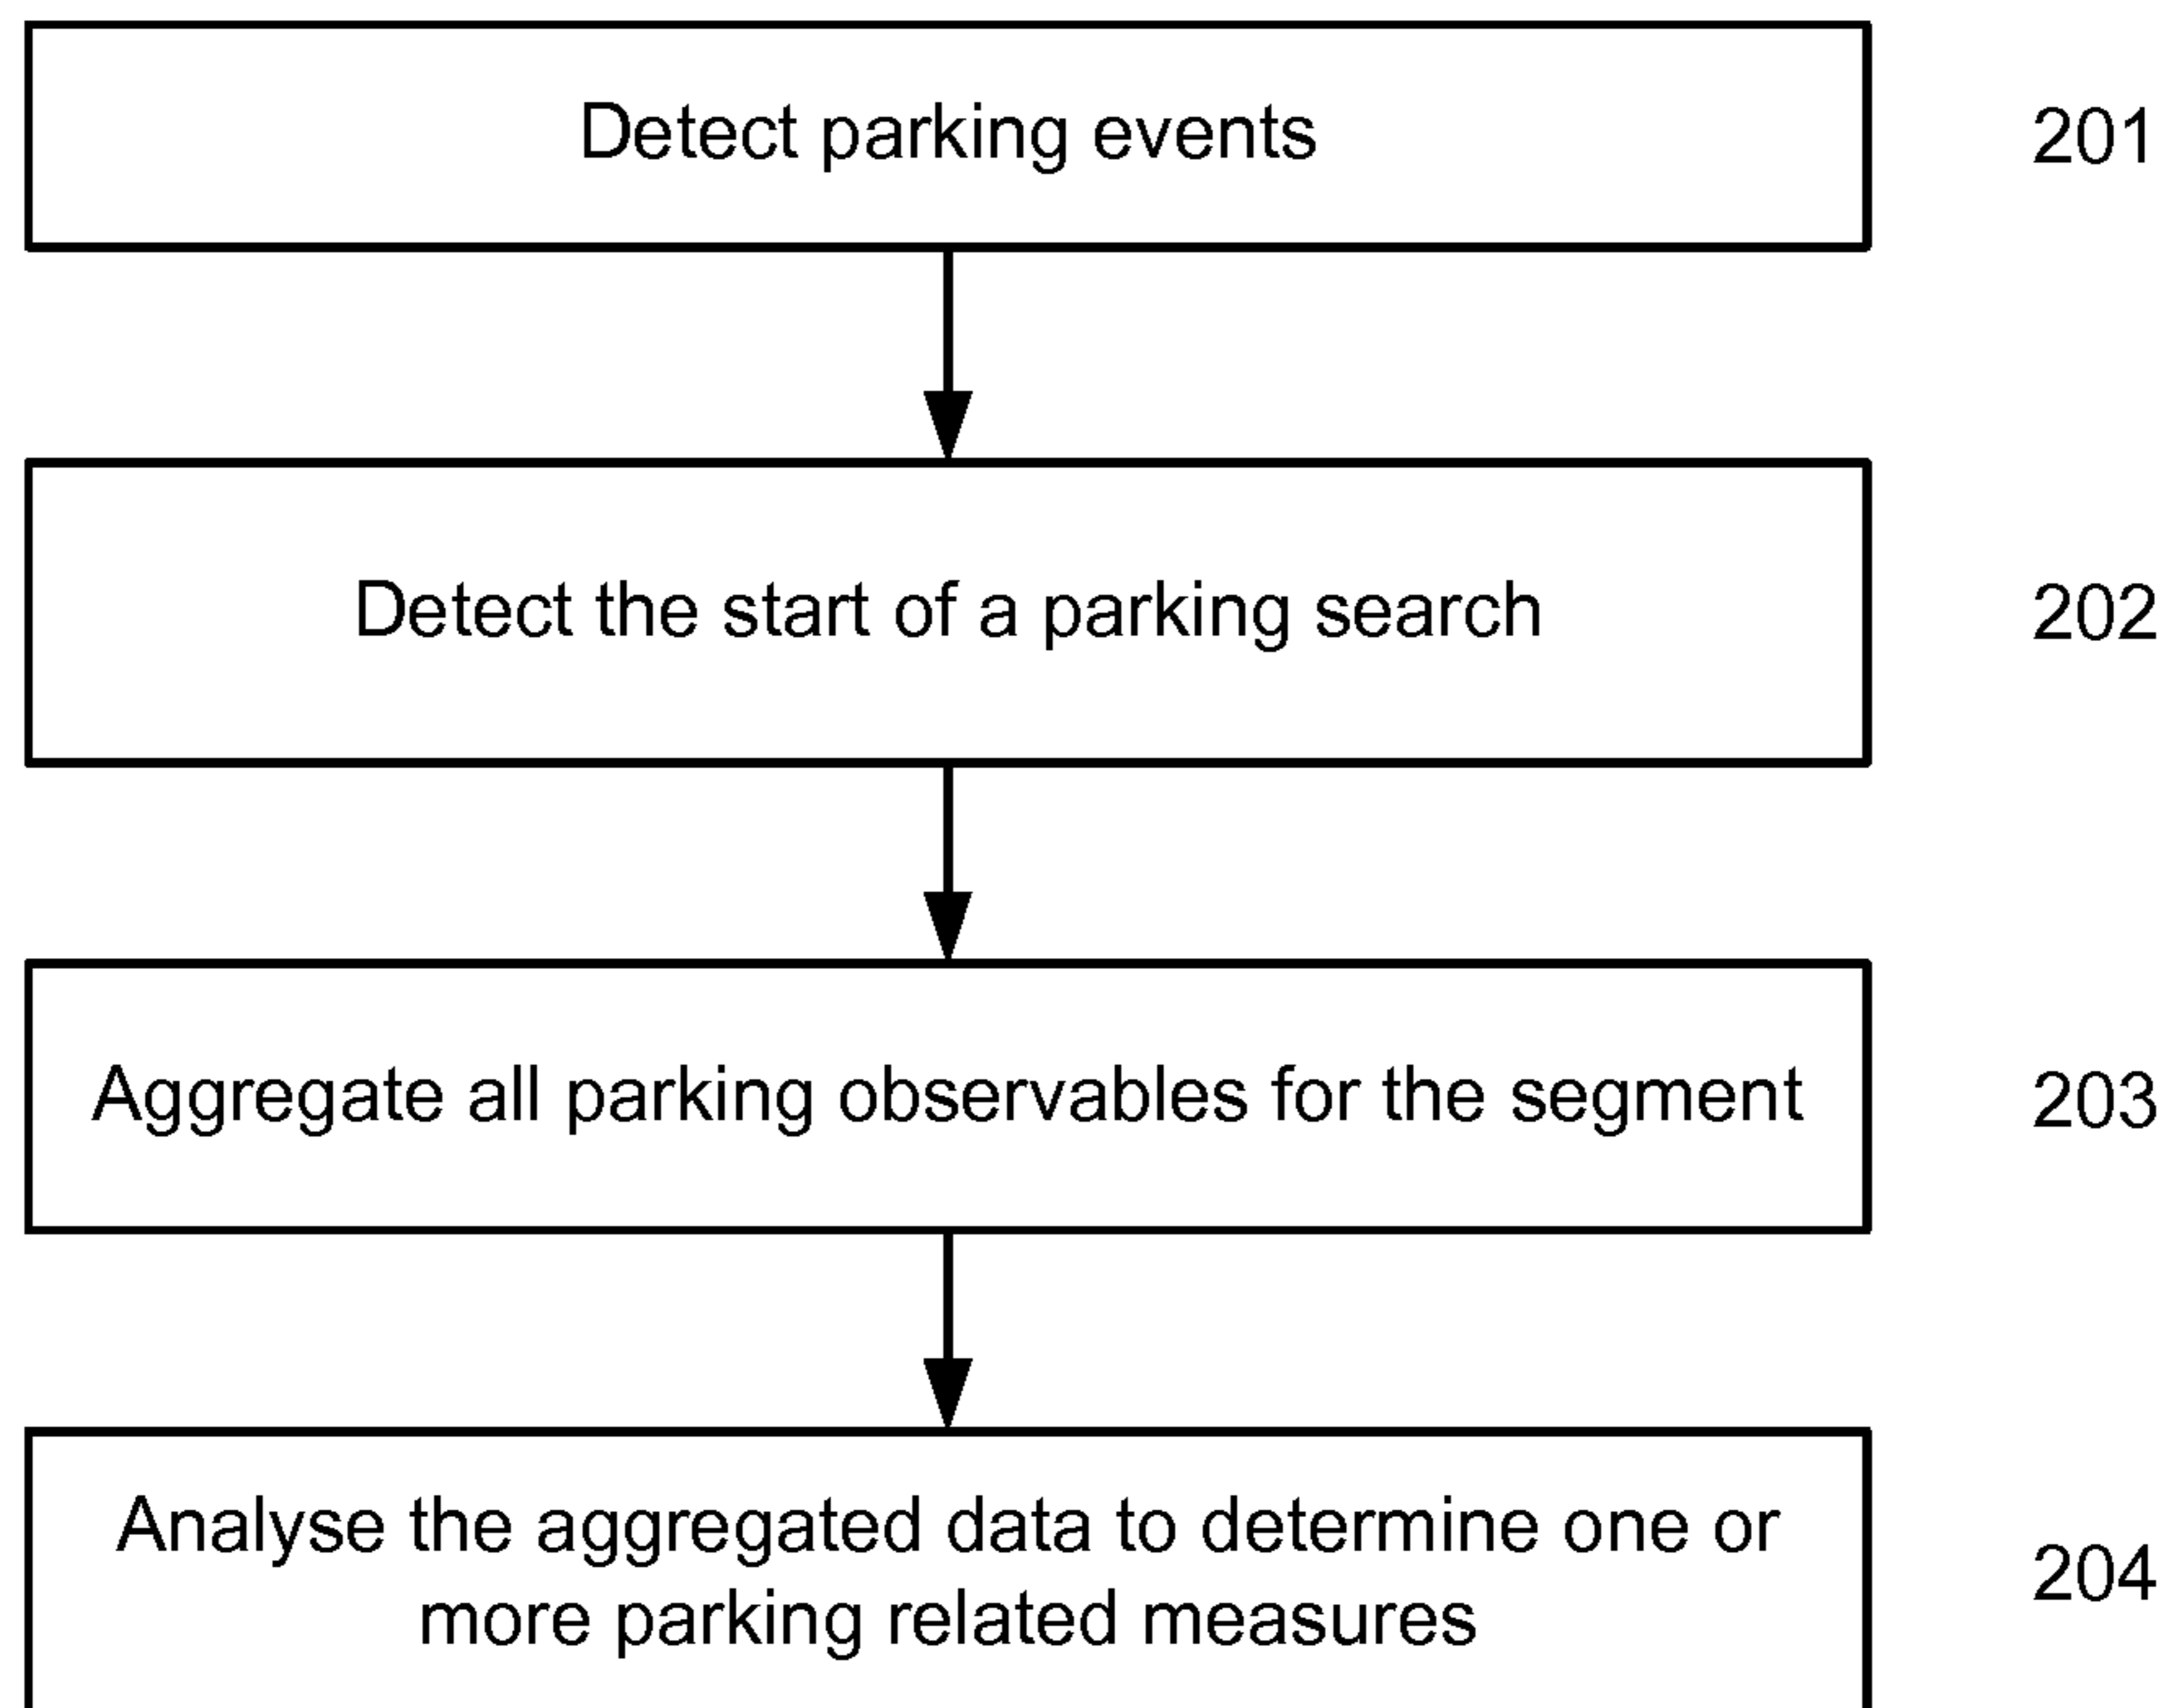 Detect parking events
201
Detect the start of a parking search
202
Aggregate all parking observables for the segment
203
Analyse the aggregated data to determine one or
more parking related measures
204